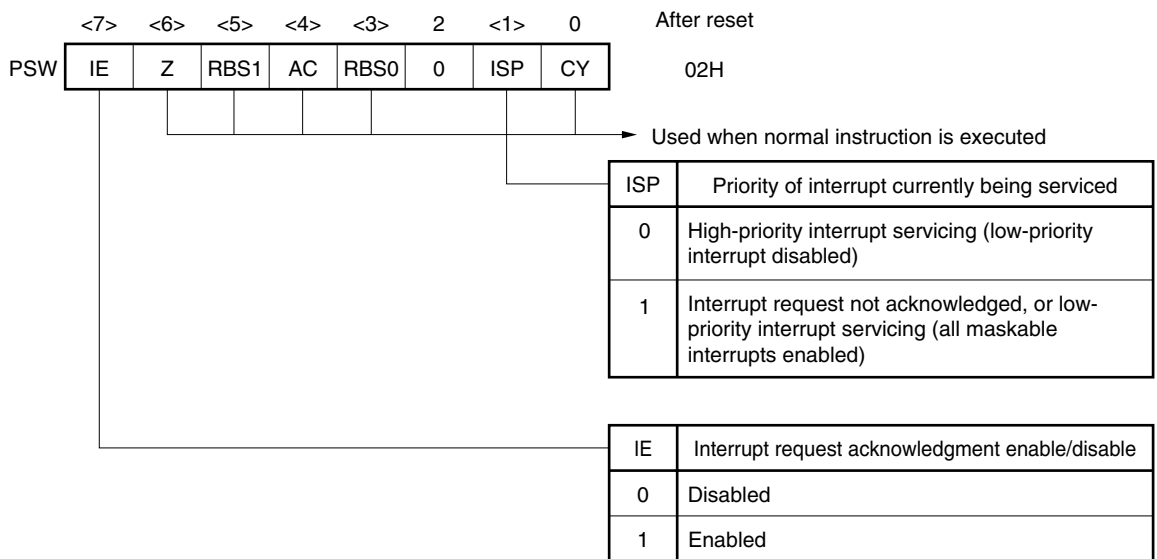 <7> <6> <5> <4> <3> 2 <1> 0 After reset
PSW IE Z RBS1 AC RBS0 0 ISP CY 02H
Used when normal instruction is executed
ISP Priority of interrupt currently being serviced
0 High-priority interrupt servicing (low-priority
interrupt disabled)
1 Interrupt request not acknowledged, or low-
priority interrupt servicing (all maskable
interrupts enabled)
IE Interrupt request acknowledgment enable/disable
0 Disabled
1 Enabled